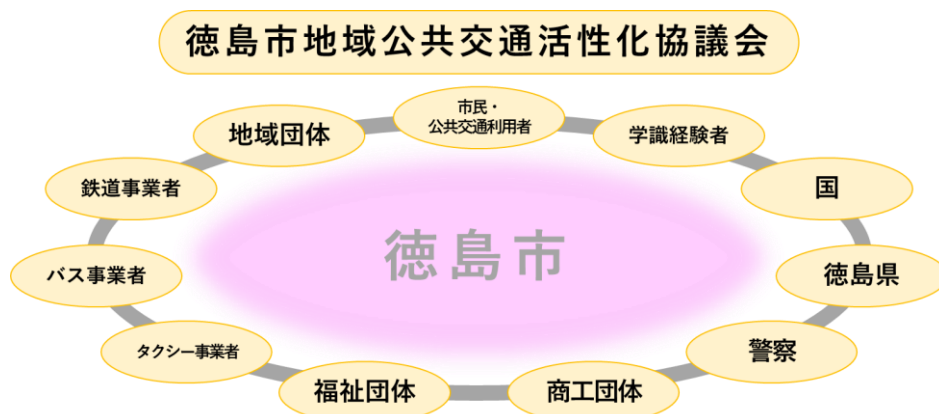 徳島市地域公共交通活性化協議会
市民・
公共交通利用者
地域団体
学識経験者
鉄道事業者
国
徳島市
バス事業者
徳島県
タクシー事業者
警察
福祉団体
商工団体